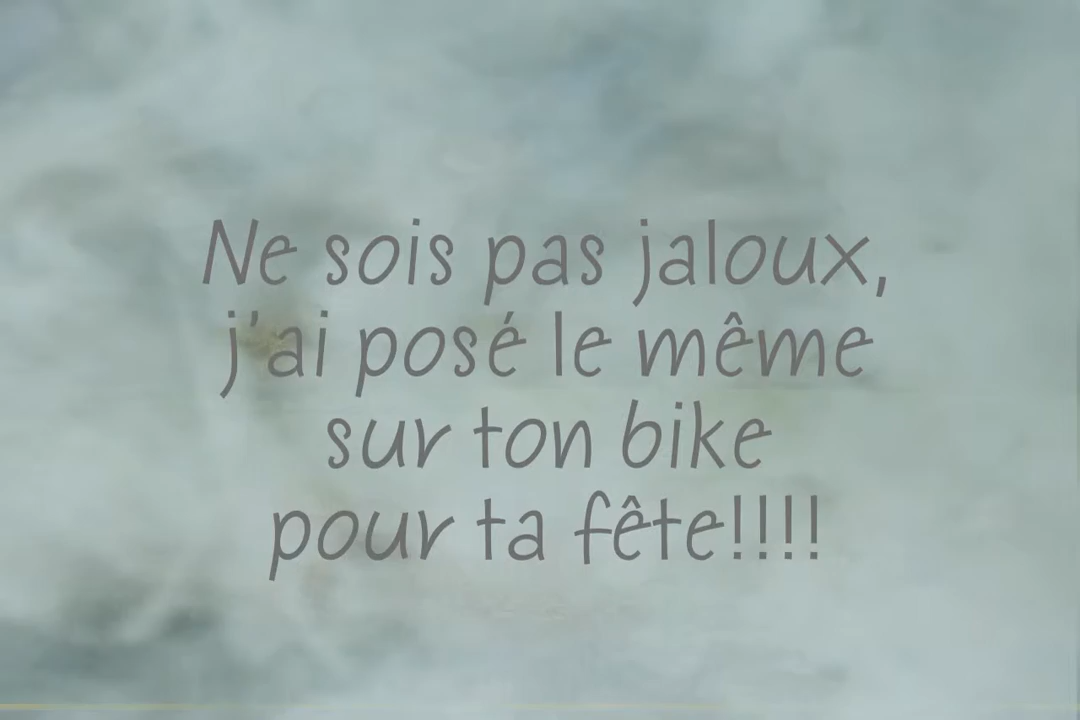 Ne sois pas jaloux,
j'ai posé le même
sur ton bike
pour ta fête!!!!